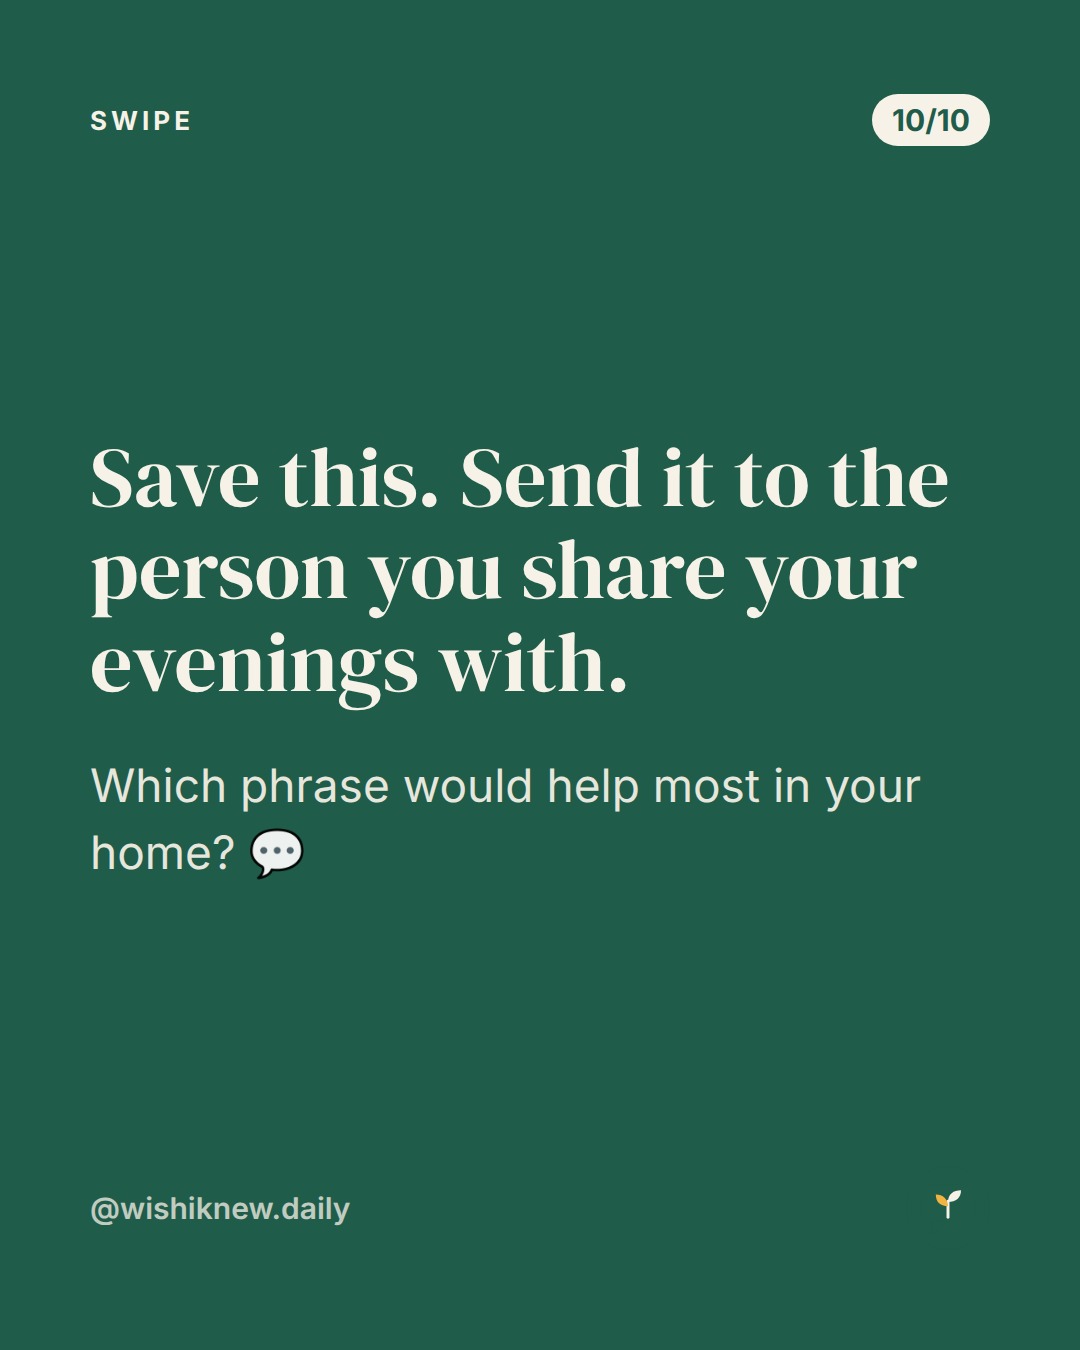 SWIPE
10/10
Save this. Send it to the
person you share your
evenings with.
Which phrase would help most in your
home? 💬
@wishiknew.daily